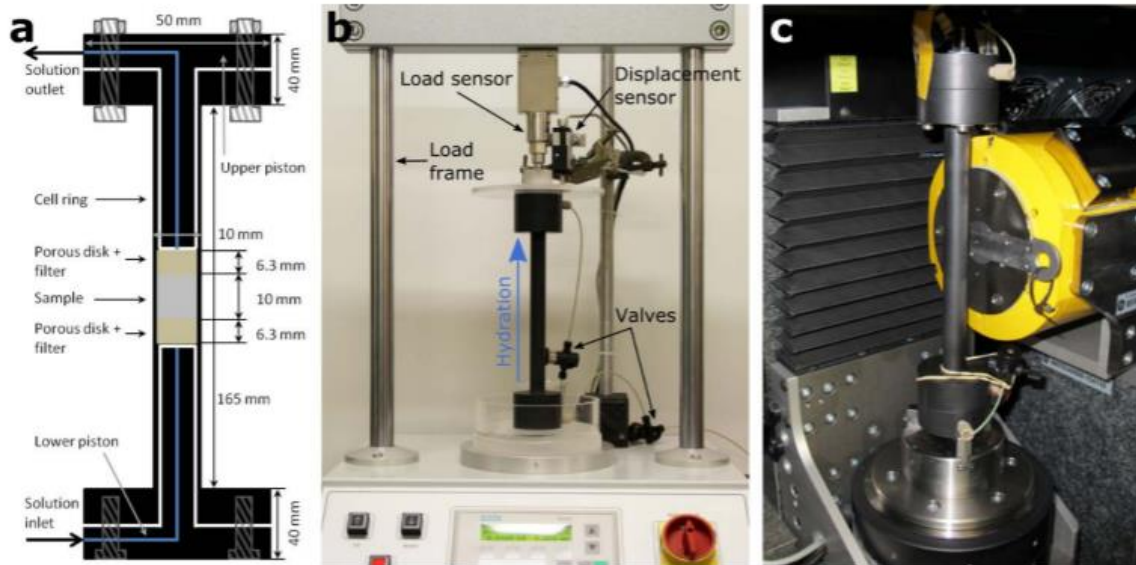 a
50 mm
Solution
outlet
40 mm
Upper piston
Cell ring
10 mm
Porous disk +
filter
6.3 mm
Sample
10 mm
Porous disk +
filter
6.3 mm
165 mm
Lower piston
Solution
inlet
40 mm
b
Load sensor
Displacement
sensor
Load
frame
Hydration
Valves
c